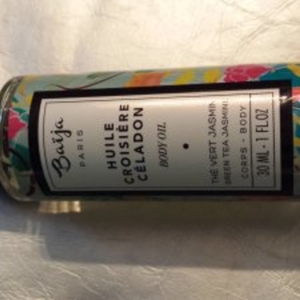 Baïja
PARIS
HUILE
CROISIÈRE
CÉLADON
BODY OIL
THÉ VERT JASMIN
GREEN TEA JASMINE
CORPS - BODY
30 ML - 1 FL OZ